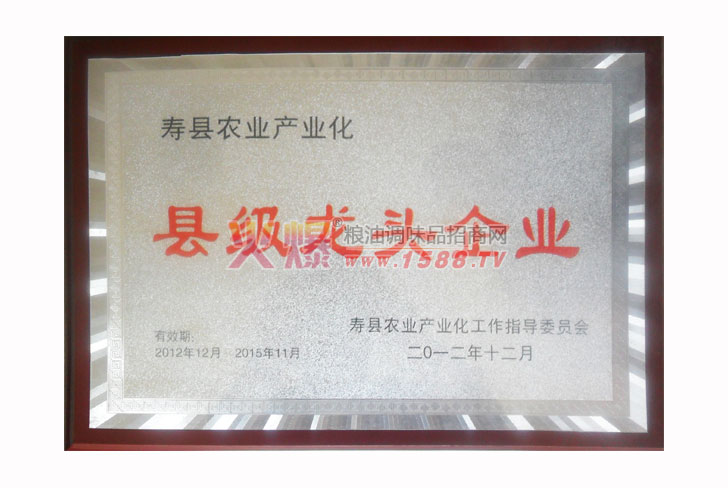 寿县农业产业化
县级龙头企业
火爆®粮油调味品招商网
www.1588.TV
有效期:
2012年12月 - 2015年11月
寿县农业产业化工作指导委员会
二〇一二年十二月